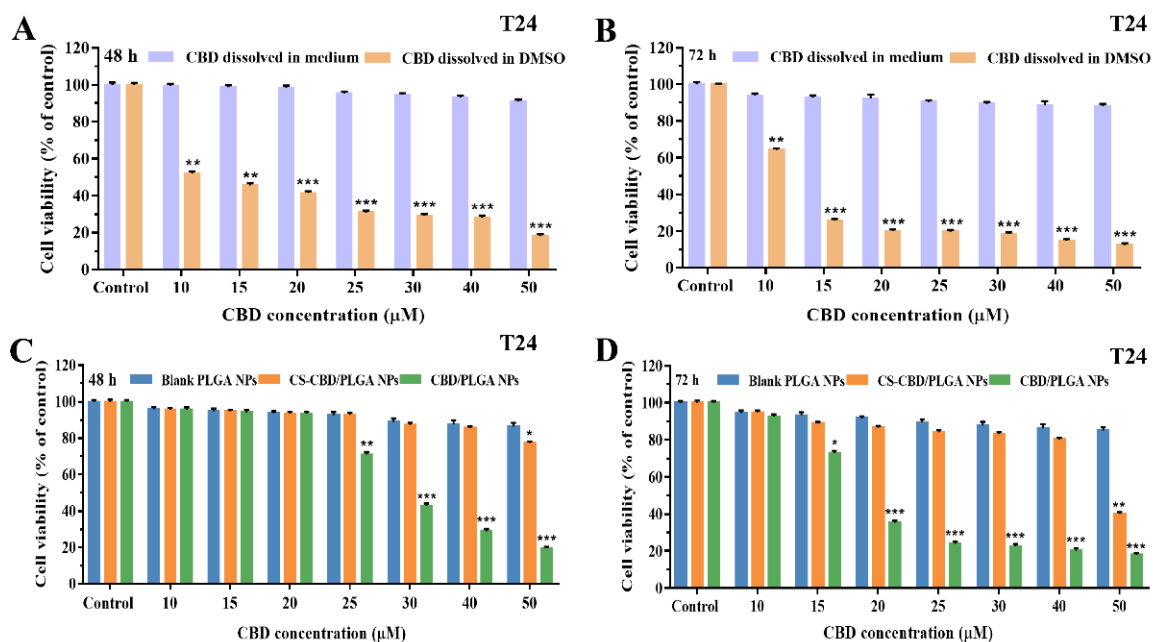 A
T24
48 h
CBD dissolved in medium
CBD dissolved in DMSO
Cell viability (% of control)
120
100
80
60
40
20
0
**
**
***
***
***
***
***
Control
10
15
20
25
30
40
50
CBD concentration (μM)
B
T24
72 h
CBD dissolved in medium
CBD dissolved in DMSO
Cell viability (% of control)
120
100
80
60
40
20
0
**
***
***
***
***
***
***
Control
10
15
20
25
30
40
50
CBD concentration (μM)
C
T24
48 h
Blank PLGA NPs
CS-CBD/PLGA NPs
CBD/PLGA NPs
Cell viability (% of control)
120
100
80
60
40
20
0
**
***
***
*
***
Control
10
15
20
25
30
40
50
CBD concentration (μM)
D
T24
72 h
Blank PLGA NPs
CS-CBD/PLGA NPs
CBD/PLGA NPs
Cell viability (% of control)
120
100
80
60
40
20
0
*
***
***
***
***
**
***
Control
10
15
20
25
30
40
50
CBD concentration (μM)